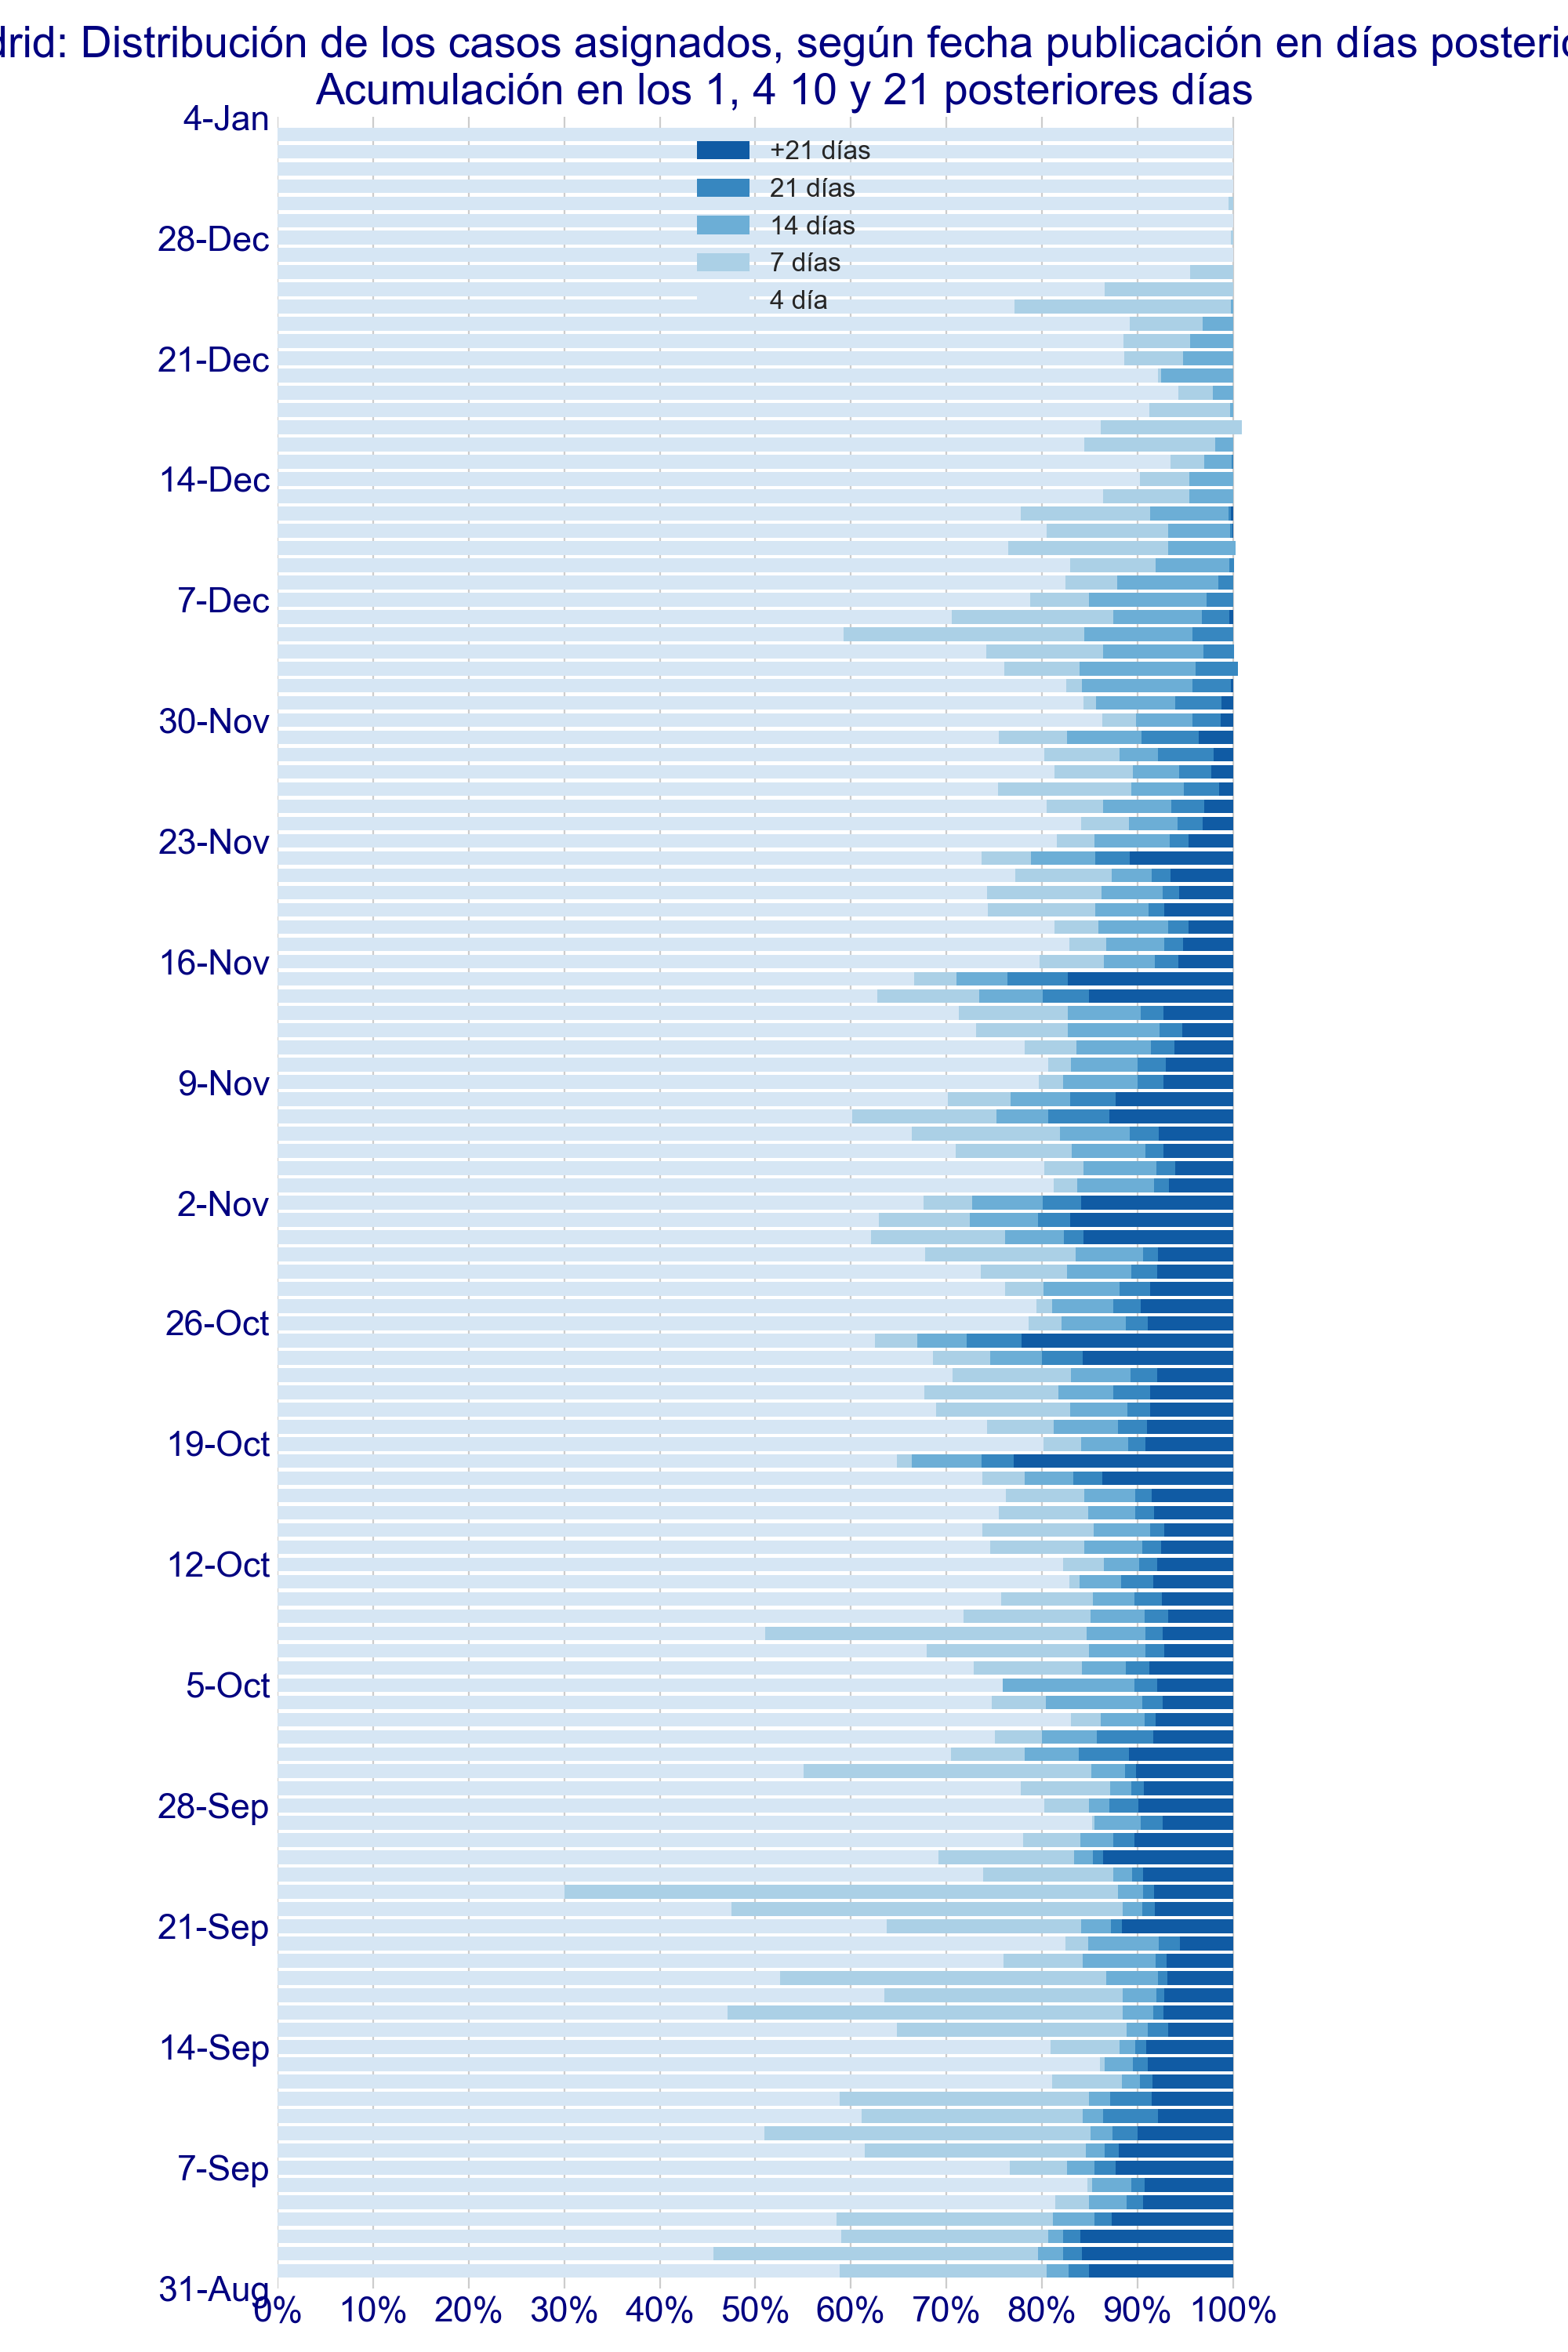 drid: Distribución de los casos asignados, según fecha publicación en días posterio
Acumulación en los 1, 4 10 y 21 posteriores días
4-Jan
+21 días
21 días
14 días
28-Dec
7 días
4 día
21-Dec
14-Dec
7-Dec
30-Nov
23-Nov
16-Nov
9-Nov
2-Nov
26-Oct
19-Oct
12-Oct
5-Oct
28-Sep
21-Sep
14-Sep
7-Sep
31-Aug
0% 10% 20% 30% 40% 50% 60% 70% 80% 90% 100%